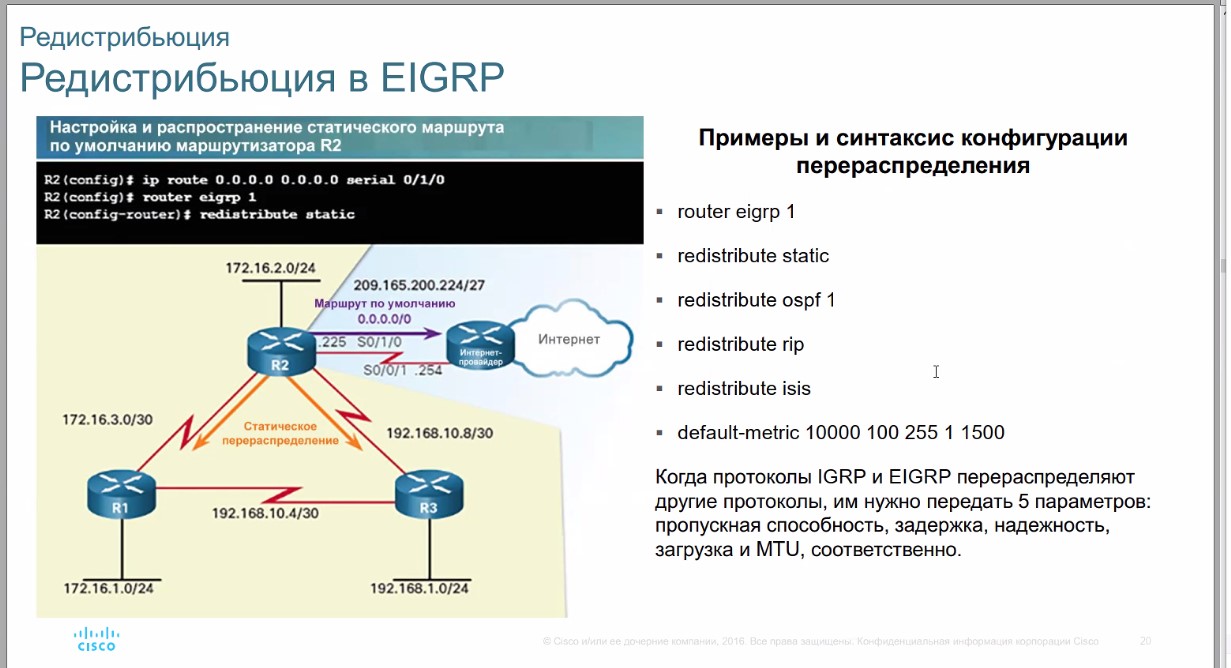 Редистрибьюция
Редистрибьюция в EIGRP
Настройка и распространение статического маршрута
по умолчанию маршрутизатора R2
R2(config)# ip route 0.0.0.0 0.0.0.0 serial 0/1/0
R2(config)# router eigrp 1
R2(config-router)# redistribute static
172.16.2.0/24
209.165.200.224/27
Маршрут по умолчанию
0.0.0.0/0
.225 S0/1/0
S0/0/1 .254
R2
Интернет-
провайдер
Интернет
172.16.3.0/30
Статическое
перераспределение
192.168.10.8/30
R1
192.168.10.4/30
R3
172.16.1.0/24
192.168.1.0/24
Примеры и синтаксис конфигурации
перераспределения
▪ router eigrp 1
▪ redistribute static
▪ redistribute ospf 1
▪ redistribute rip
▪ redistribute isis
▪ default-metric 10000 100 255 1 1500
Когда протоколы IGRP и EIGRP перераспределяют
другие протоколы, им нужно передать 5 параметров:
пропускная способность, задержка, надежность,
загрузка и MTU, соответственно.
CISCO
© Cisco и/или ее дочерние компании, 2016. Все права защищены. Конфиденциальная информация корпорации Cisco
20